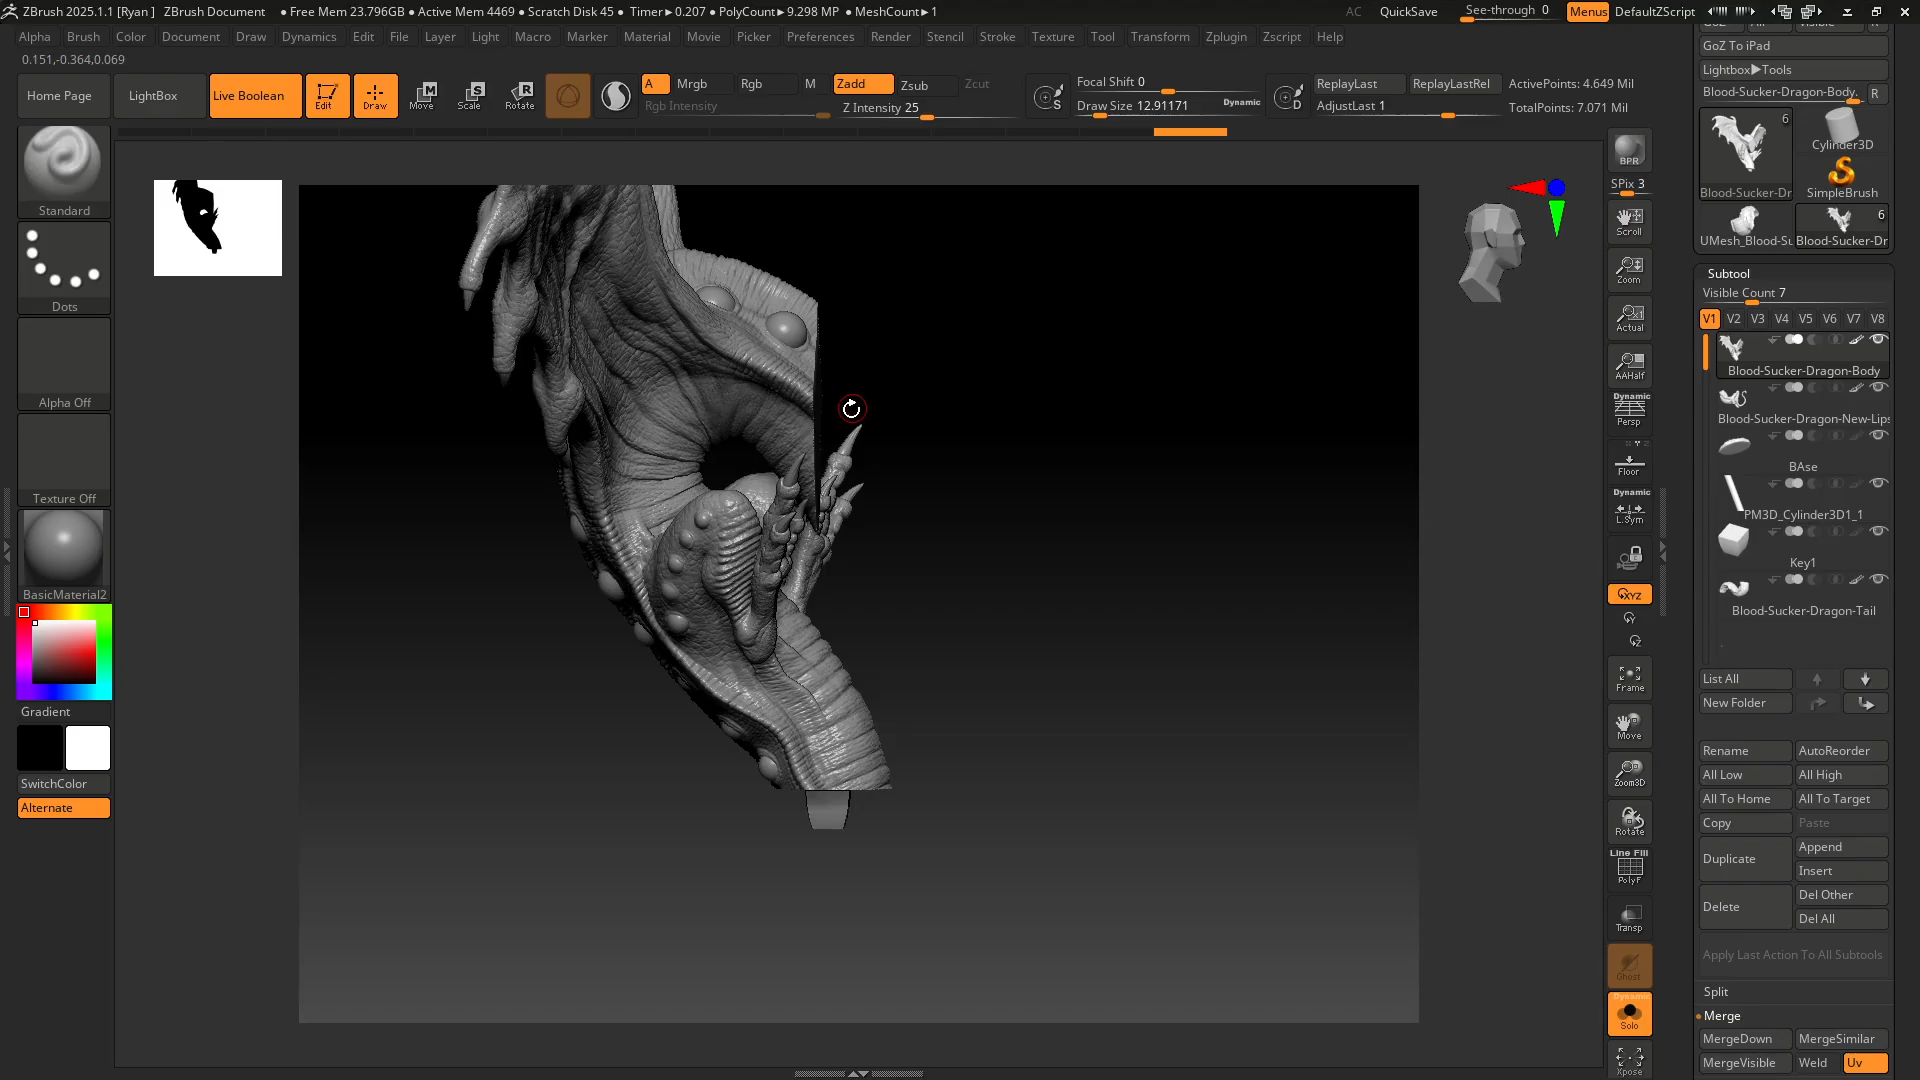 ZBrush 2025.1.1 [Ryan ] ZBrush Document ● Free Mem 23.796GB ● Active Mem 4469 ● Scratch Disk 45 ● Timer►0.207 ● PolyCount►9.298 MP ● MeshCount►1 AC QuickSave See-through 0 Menus DefaultZScript
Alpha Brush Color Document Draw Dynamics Edit File Layer Light Macro Marker Material Movie Picker Preferences Render Stencil Stroke Texture Tool Transform Zplugin Zscript Help
0.151,-0.364,0.069
Home Page
LightBox
Live Boolean
Edit
Draw
M
Move
S
Scale
R
Rotate
A Mrgb Rgb M Zadd Zsub Zcut
Rgb Intensity Z Intensity 25
S
Focal Shift 0
Draw Size 12.91171 Dynamic
D
ReplayLast ReplayLastRel ActivePoints: 4.649 Mil
AdjustLast 1 TotalPoints: 7.071 Mil
Standard
Dots
Alpha Off
Texture Off
BasicMaterial2
Gradient
SwitchColor
Alternate
BPR
SPix 3
Scroll
Zoom
Actual
AAHalf
Dynamic
Persp
Floor
Dynamic
L.Sym
XYZ
Y
Z
Frame
Move
Zoom3D
Rotate
Line Fill
PolyF
Transp
Ghost
Dynamic
Solo
Xpose
GoZ To iPad
Lightbox►Tools
Blood-Sucker-Dragon-Body. R
6
Blood-Sucker-Dr
Cylinder3D
SimpleBrush
UMesh_Blood-Su
6
Blood-Sucker-Dr
Subtool
Visible Count 7
V1 V2 V3 V4 V5 V6 V7 V8
Blood-Sucker-Dragon-Body
Blood-Sucker-Dragon-New-Lips
BAse
PM3D_Cylinder3D1_1
Key1
Blood-Sucker-Dragon-Tail
List All
New Folder
Rename AutoReorder
All Low All High
All To Home All To Target
Copy Paste
Duplicate Append
Insert
Delete Del Other
Del All
Apply Last Action To All Subtools
Split
Merge
MergeDown MergeSimilar
MergeVisible Weld Uv